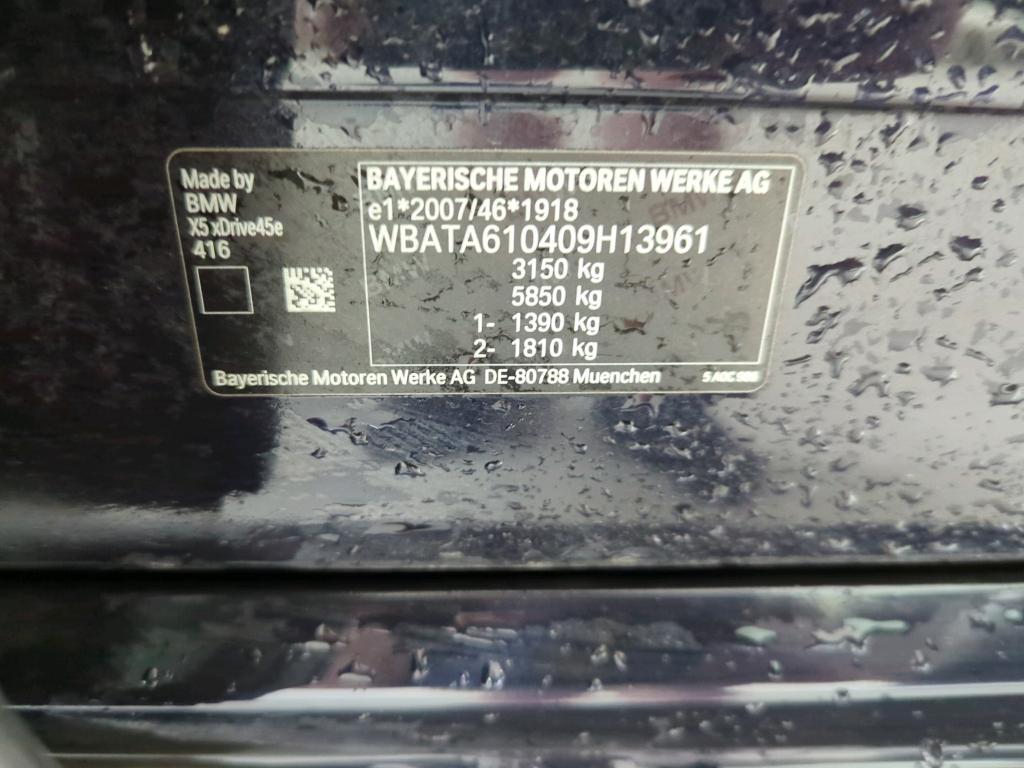 Made by
BMW
X5 xDrive45e
416
BAYERISCHE MOTOREN WERKE AG
e1*2007/46*1918
WBATA610409H13961
3150 kg
5850 kg
1- 1390 kg
2- 1810 kg
Bayerische Motoren Werke AG DE-80788 Muenchen